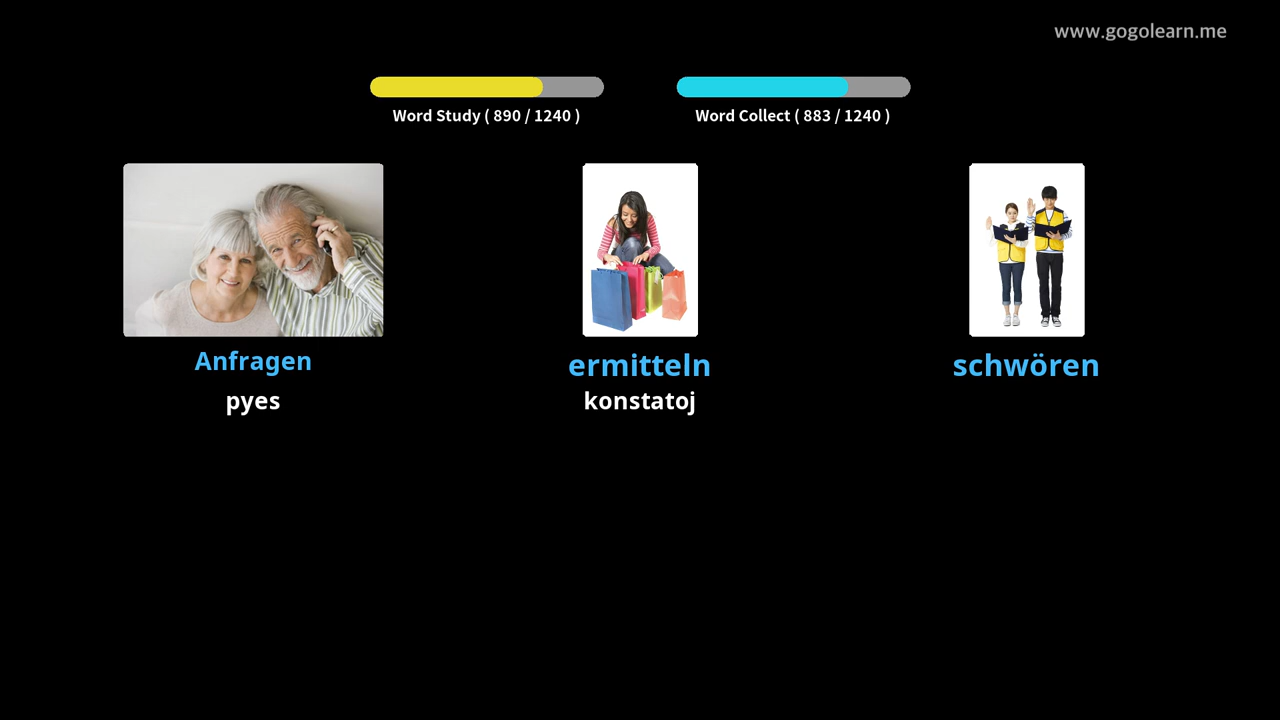 www.gogolearn.me
Word Study ( 890 / 1240 )
Word Collect ( 883 / 1240 )
Anfragen
ermitteln
schwören
pyes
konstatoj